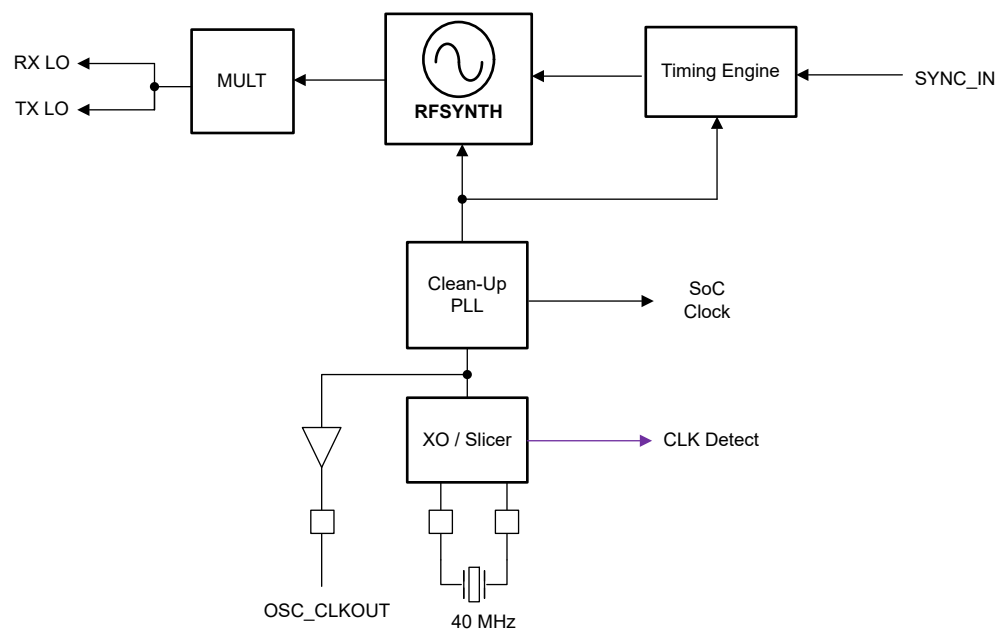 RX LO
TX LO
MULT
RFSYNTH
Timing Engine
SYNC_IN
Clean-Up
PLL
SoC
Clock
XO / Slicer
CLK Detect
OSC_CLKOUT
40 MHz